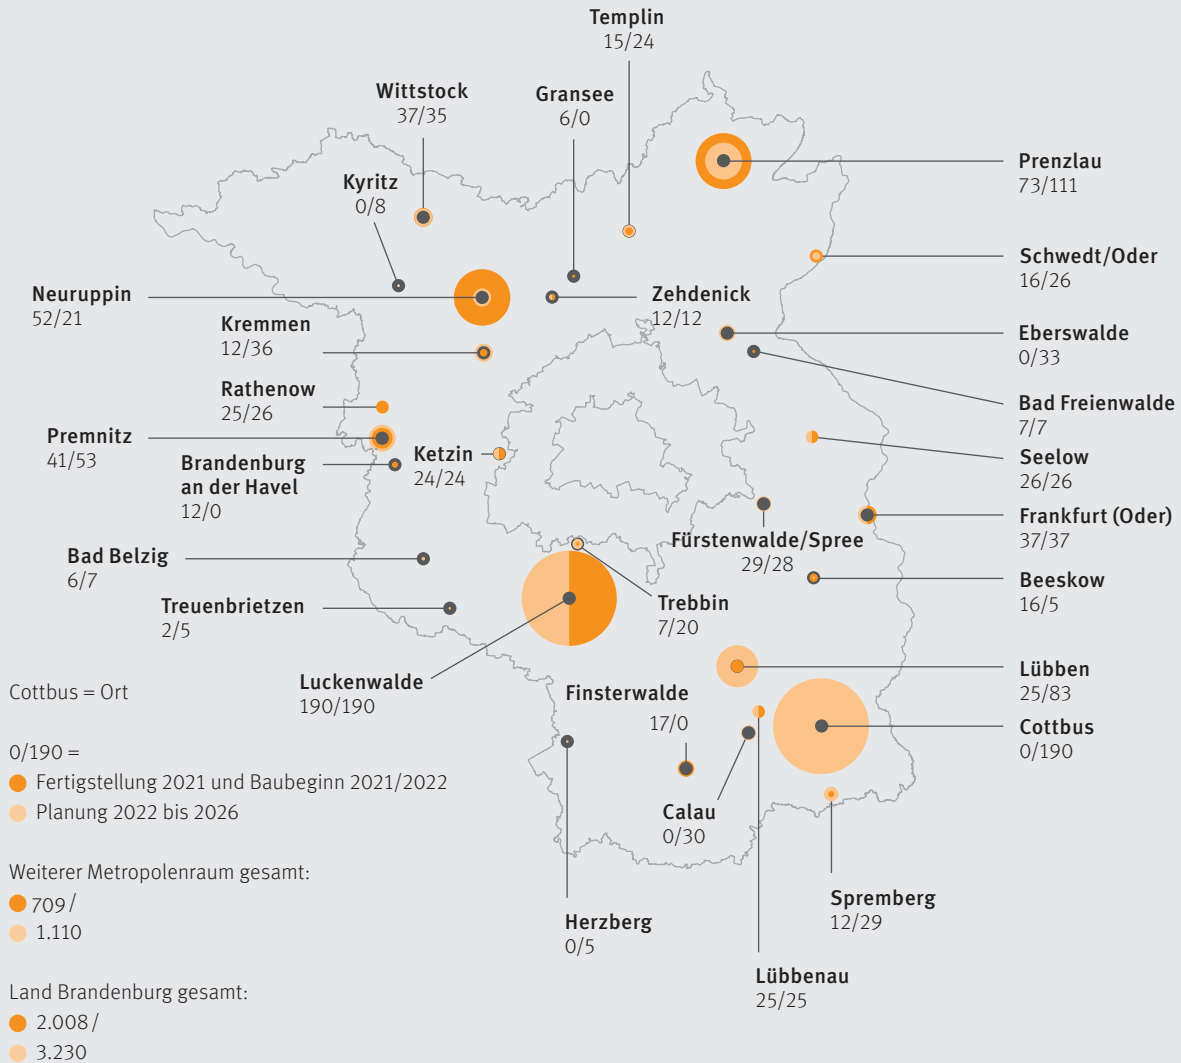 Templin
15/24
Wittstock
37/35
Gransee
6/0
Prenzlau
73/111
Kyritz
0/8
Schwedt/Oder
16/26
Neuruppin
52/21
Zehdenick
12/12
Kremmen
12/36
Eberswalde
0/33
Rathenow
25/26
Bad Freienwalde
7/7
Premnitz
41/53
Ketzin
24/24
Seelow
26/26
Brandenburg
an der Havel
12/0
Frankfurt (Oder)
37/37
Fürstenwalde/Spree
29/28
Bad Belzig
6/7
Beeskow
16/5
Treuenbrietzen
2/5
Trebbin
7/20
Luckenwalde
190/190
Lübben
25/83
Finsterwalde
17/0
Cottbus
0/190
Calau
0/30
Spremberg
12/29
Herzberg
0/5
Lübbenau
25/25
Cottbus = Ort
0/190 =
Fertigstellung 2021 und Baubeginn 2021/2022
Planung 2022 bis 2026
Weiterer Metropolenraum gesamt:
709/
1.110
Land Brandenburg gesamt:
2.008/
3.230